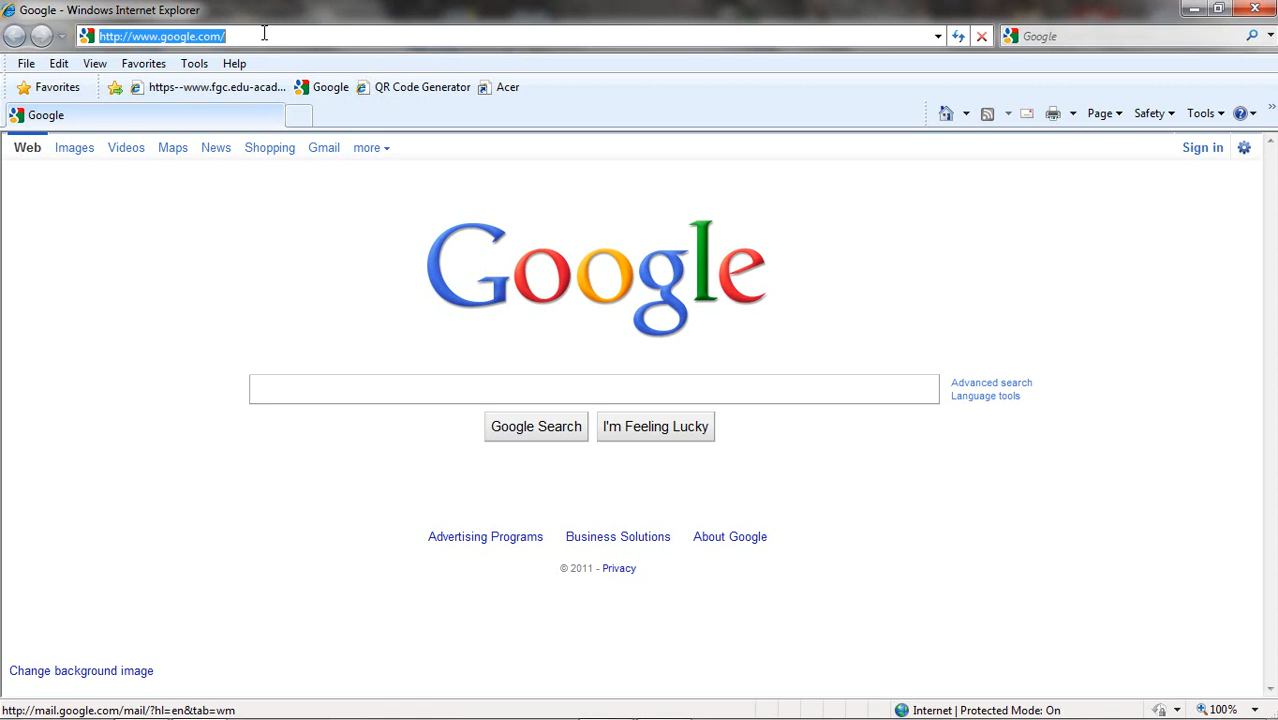 Google - Windows Internet Explorer
http://www.google.com/
Google
File Edit View Favorites Tools Help
Favorites https--www.fgc.edu-acad... Google QR Code Generator Acer
Google
Page Safety Tools
Web Images Videos Maps News Shopping Gmail more
Sign in
Google
Advanced search
Language tools
Google Search I'm Feeling Lucky
Advertising Programs Business Solutions About Google
© 2011 - Privacy
Change background image
http://mail.google.com/mail/?hl=en&tab=wm
Internet | Protected Mode: On
100%